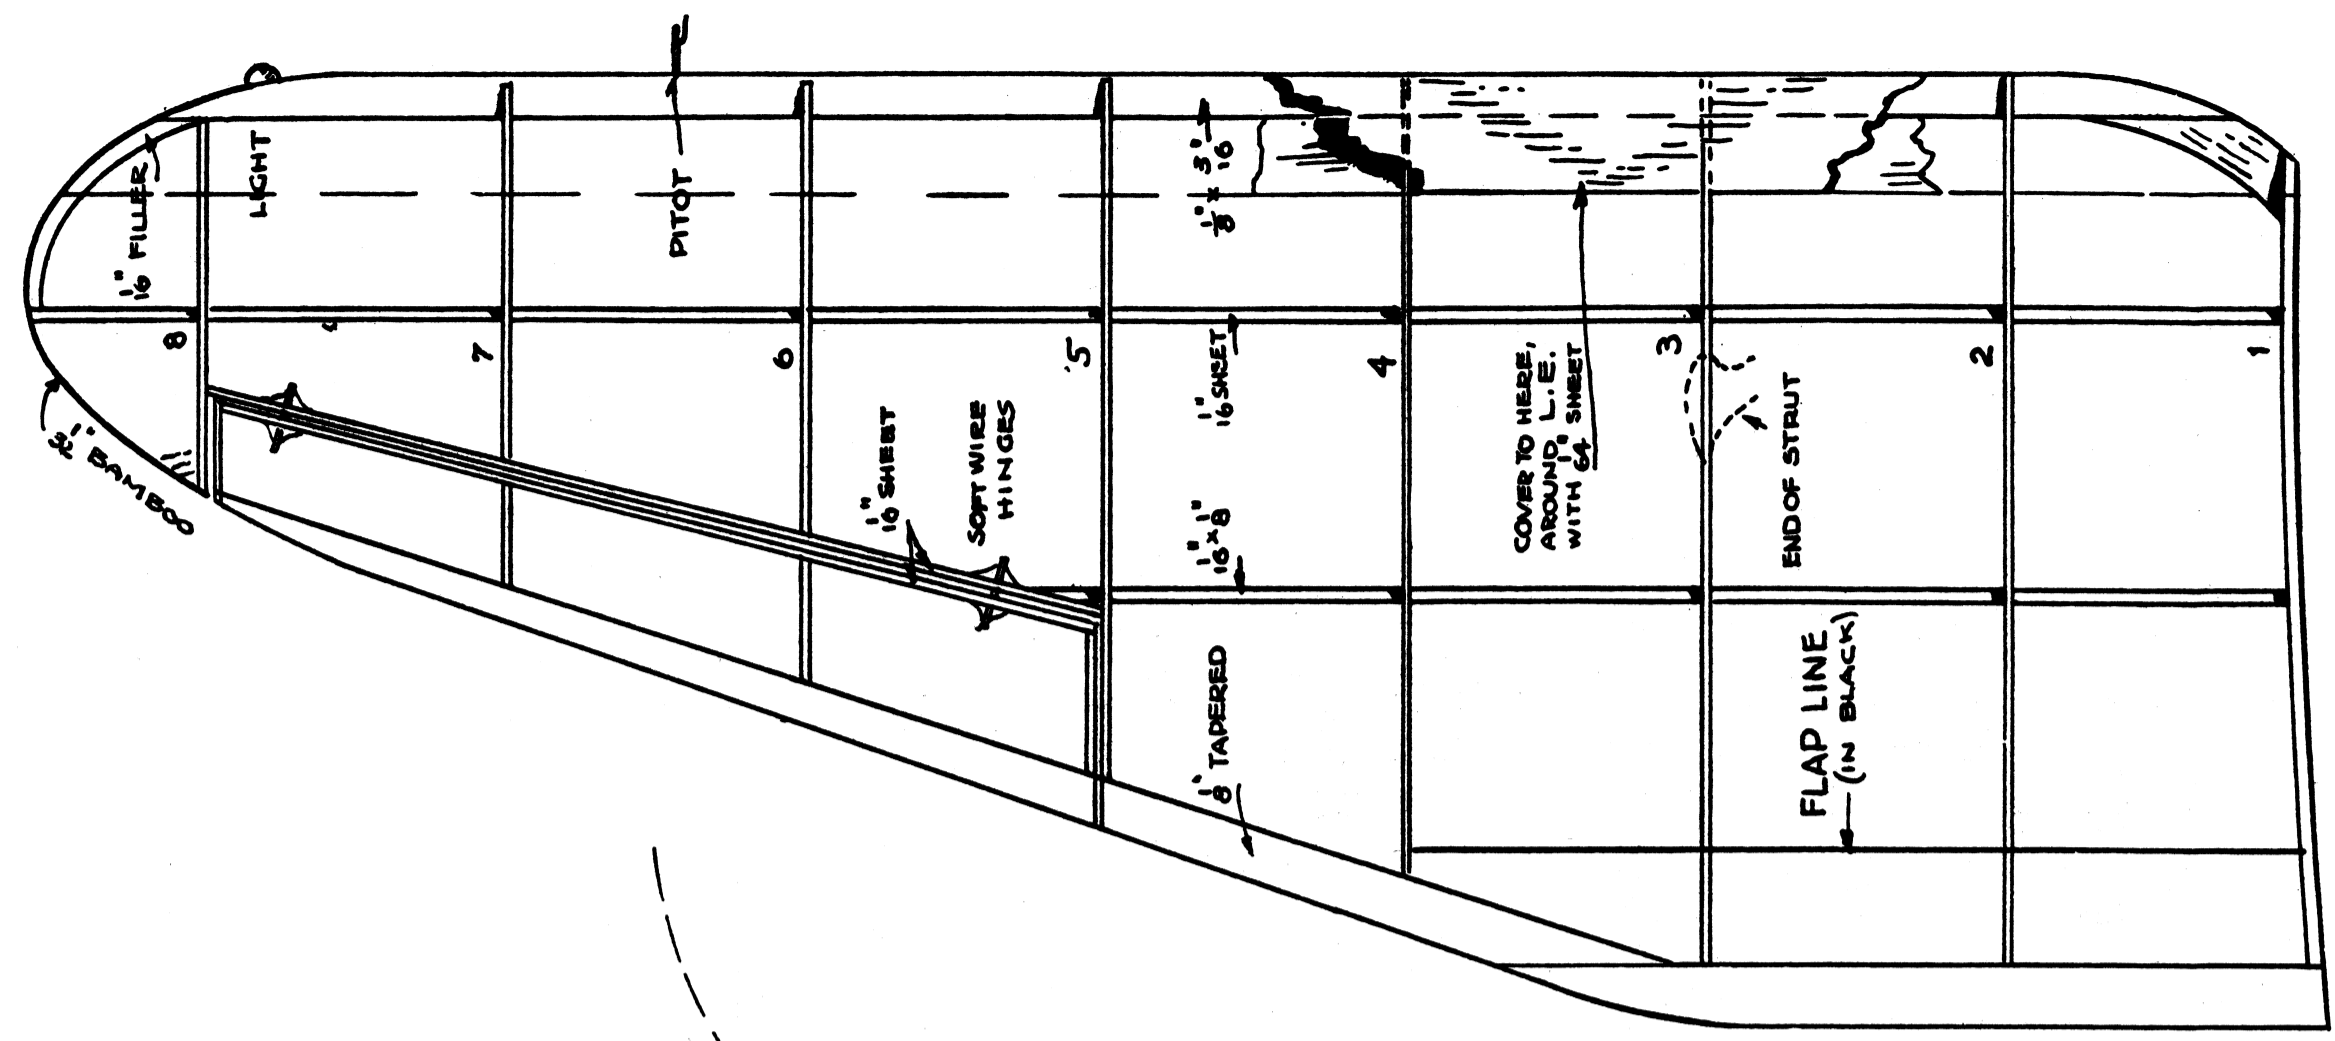 1/16" FILLER
LIGHT
PITOT
1/8" x 3/16"
8
7
6
5
4
3
2
1
1/32" BAMBOO
1/16" SHEET
SOFT WIRE
HINGES
1/16 SHEET
1/16" x 1/8"
COVER TO HERE,
AROUND L.E.
WITH 1/64" SHEET
END OF STRUT
1/8" TAPERED
FLAP LINE
(IN BLACK)